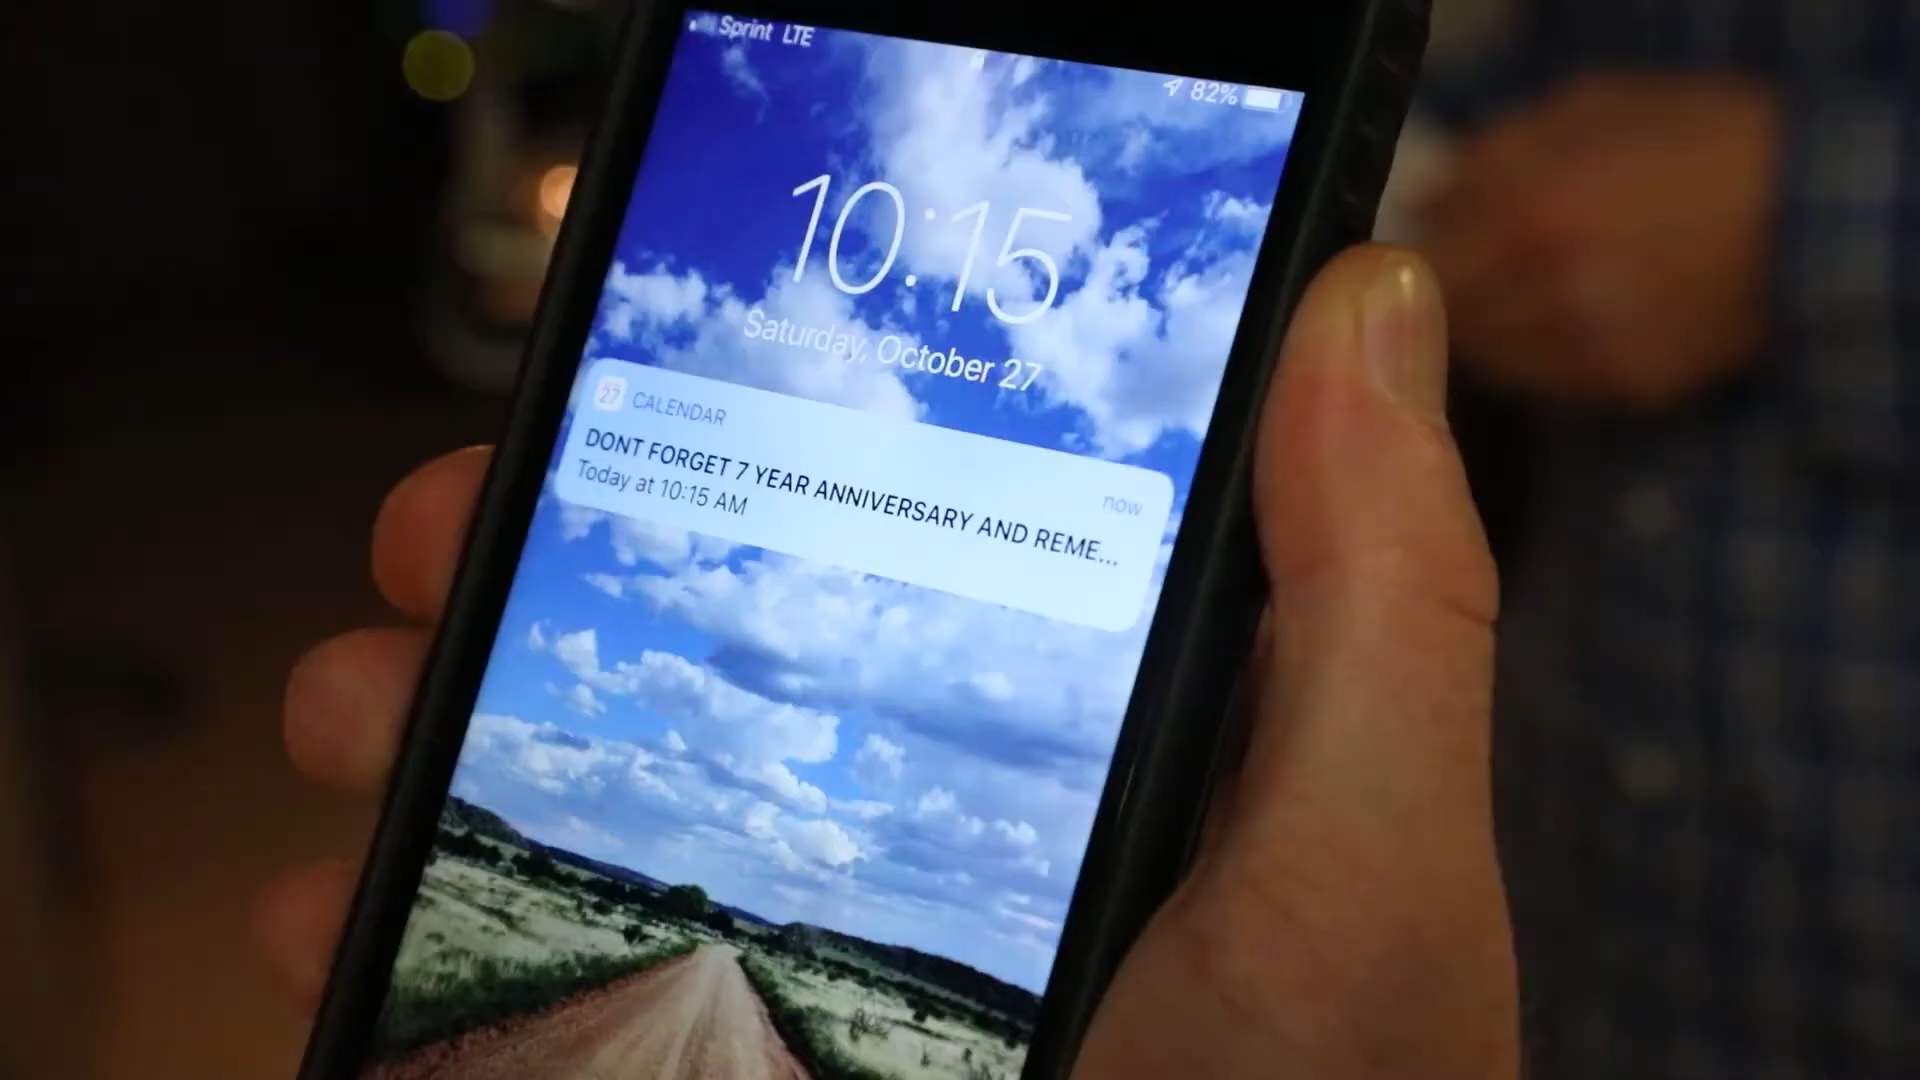 Sprint LTE
82%
10:15
Saturday, October 27
27 CALENDAR
now
DONT FORGET 7 YEAR ANNIVERSARY AND REME...
Today at 10:15 AM